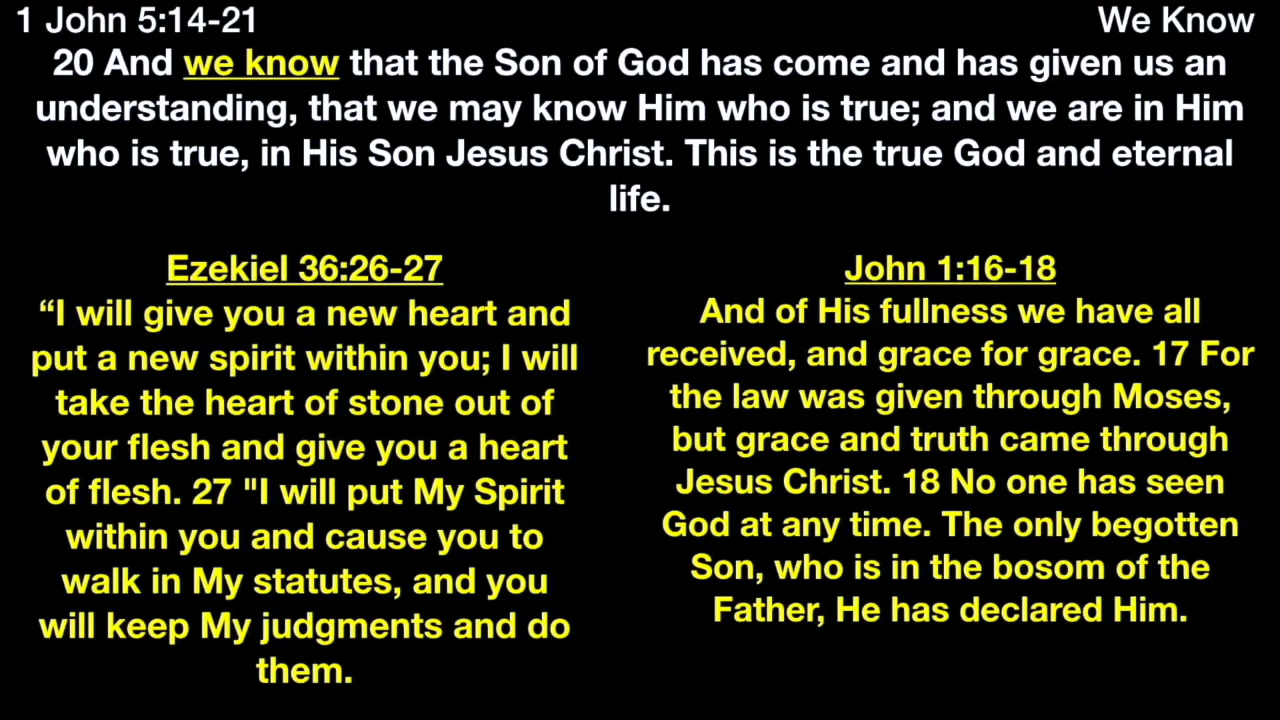 1 John 5:14-21
We Know
20 And we know that the Son of God has come and has given us an
understanding, that we may know Him who is true; and we are in Him
who is true, in His Son Jesus Christ. This is the true God and eternal
life.
Ezekiel 36:26-27
“I will give you a new heart and
put a new spirit within you; I will
take the heart of stone out of
your flesh and give you a heart
of flesh. 27 "I will put My Spirit
within you and cause you to
walk in My statutes, and you
will keep My judgments and do
them.
John 1:16-18
And of His fullness we have all
received, and grace for grace. 17 For
the law was given through Moses,
but grace and truth came through
Jesus Christ. 18 No one has seen
God at any time. The only begotten
Son, who is in the bosom of the
Father, He has declared Him.